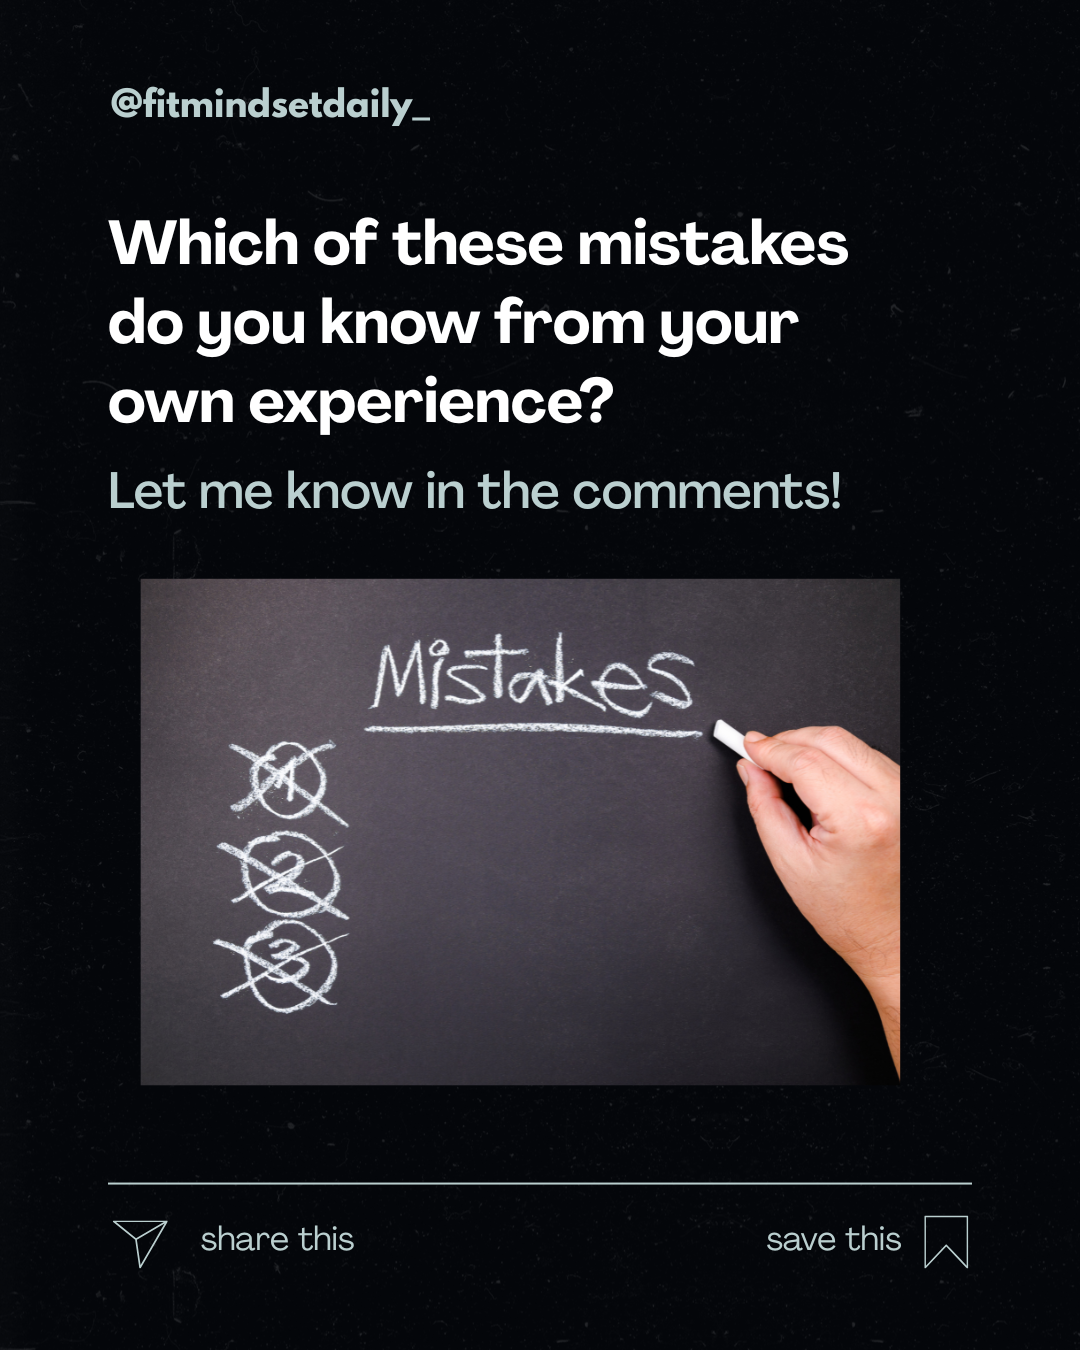 @fitmindsetdaily_
Which of these mistakes
do you know from your
own experience?
Let me know in the comments!
Mistakes
1
2
3
share this
save this